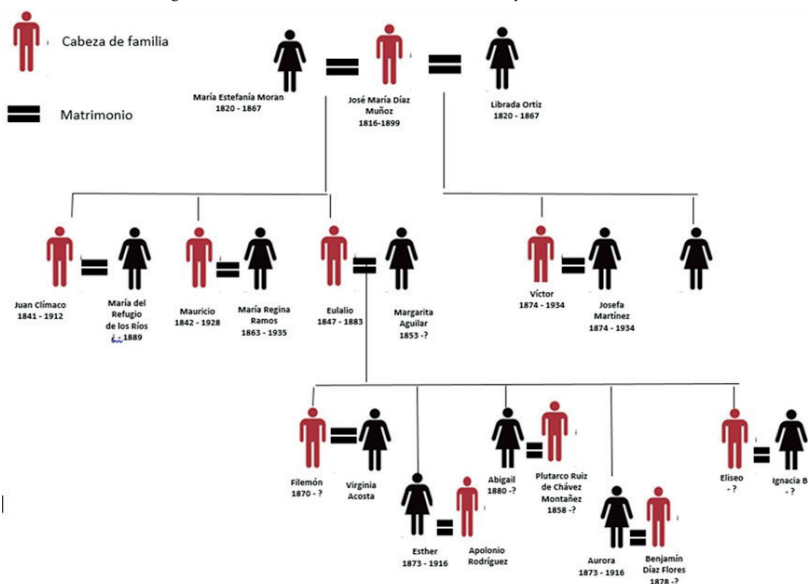 Cabeza de familia
Matrimonio
María Estefanía Moran
1820 - 1867
José María Díaz
Muñoz
1816-1899
Librada Ortiz
1820 - 1867
Juan Clímaco
1841 - 1912
María del
Refugio
de los Ríos
¿ - 1889
Mauricio
1842 - 1928
María Regina
Ramos
1863 - 1935
Eulalio
1847 - 1883
Margarita
Aguilar
1853 -?
Víctor
1874 - 1934
Josefa
Martínez
1874 - 1934
Filemón
1870 - ?
Virginia
Acosta
Esther
1873 - 1916
Apolonio
Rodríguez
Abigail
1880 -?
Plutarco Ruiz
de Chávez
Montañez
1858 -?
Aurora
1873 - 1916
Benjamín
Díaz Flores
1878 -?
Eliseo
- ?
Ignacia B
- ?